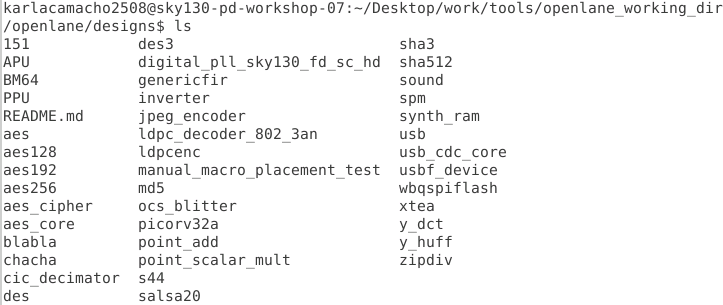 karlacamacho2508@sky130-pd-workshop-07:~/Desktop/work/tools/openlane_working_dir
/openlane/designs$ ls
151 des3 sha3
APU digital_pll_sky130_fd_sc_hd sha512
BM64 genericfir sound
PPU inverter spm
README.md jpeg_encoder synth_ram
aes ldpc_decoder_802_3an usb
aes128 ldpcenc usb_cdc_core
aes192 manual_macro_placement_test usbf_device
aes256 md5 wbqspiflash
aes_cipher ocs_blitter xtea
aes_core picorv32a y_dct
blabla point_add y_huff
chacha point_scalar_mult zipdiv
cic_decimator s44
des salsa20